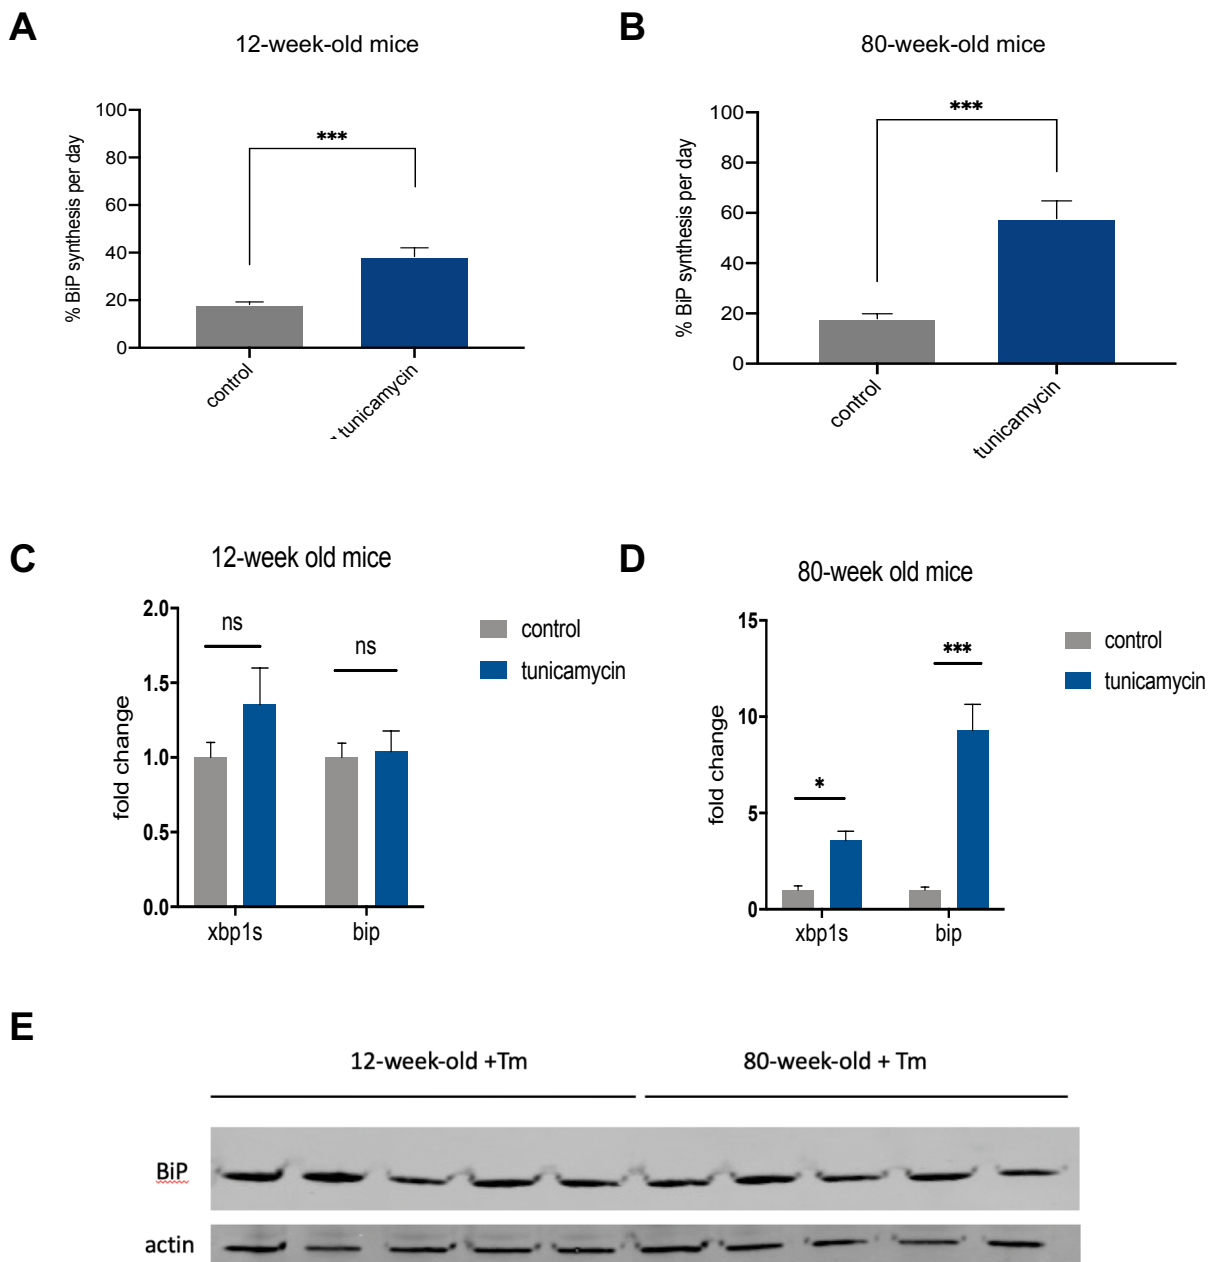 A
12-week-old mice
% BiP synthesis per day
100
80
60
40
20
0
***
control
tunicamycin
B
80-week-old mice
% BiP synthesis per day
100
80
60
40
20
0
***
control
tunicamycin
C
12-week old mice
fold change
2.0
1.5
1.0
0.5
0.0
ns
ns
xbp1s
bip
control
tunicamycin
D
80-week old mice
fold change
15
10
5
0
*
***
xbp1s
bip
control
tunicamycin
E
12-week-old +Tm
80-week-old + Tm
BiP
actin